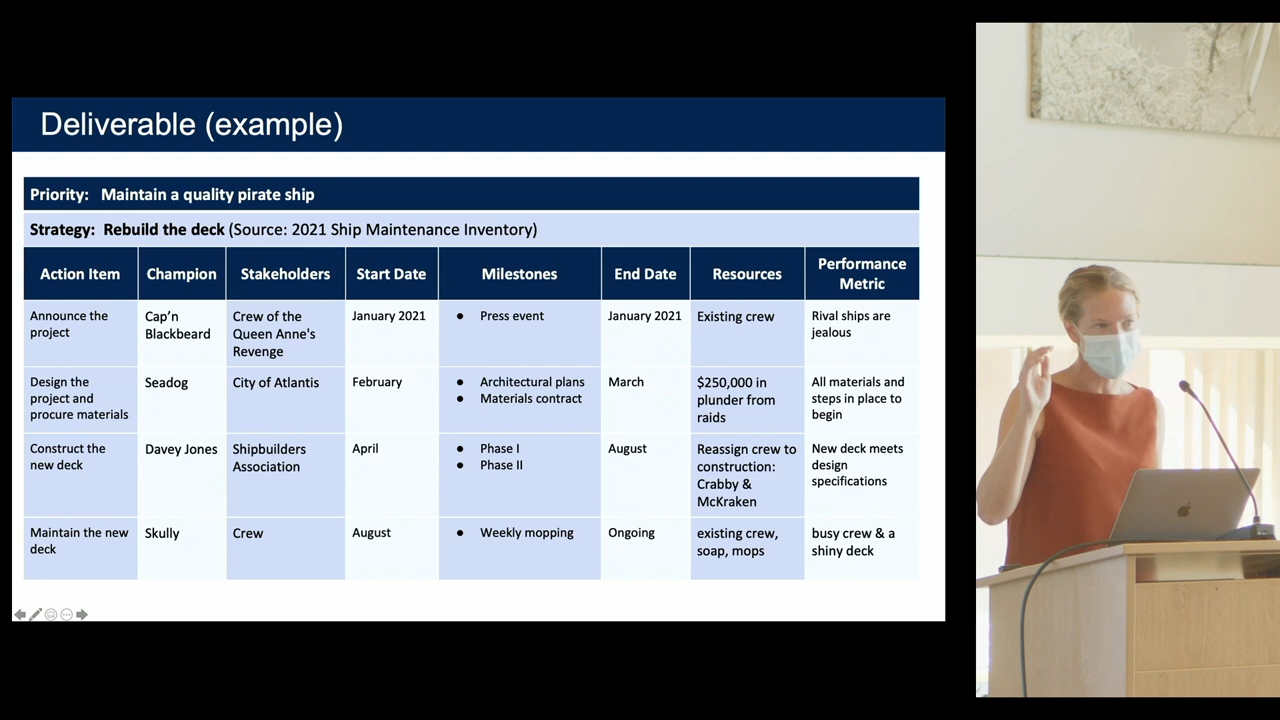 Deliverable (example)
Priority: Maintain a quality pirate ship
Strategy: Rebuild the deck (Source: 2021 Ship Maintenance Inventory)
Action Item
Champion
Stakeholders
Start Date
Milestones
End Date
Resources
Performance
Metric
Announce the
project
Cap'n
Blackbeard
Crew of the
Queen Anne's
Revenge
January 2021
● Press event
January 2021
Existing crew
Rival ships are
jealous
Design the
project and
procure materials
Seadog
City of Atlantis
February
● Architectural plans
● Materials contract
March
$250,000 in
plunder from
raids
All materials and
steps in place to
begin
Construct the
new deck
Davey Jones
Shipbuilders
Association
April
● Phase I
● Phase II
August
Reassign crew to
construction:
Crabby &
McKraken
New deck meets
design
specifications
Maintain the new
deck
Skully
Crew
August
● Weekly mopping
Ongoing
existing crew,
soap, mops
busy crew & a
shiny deck